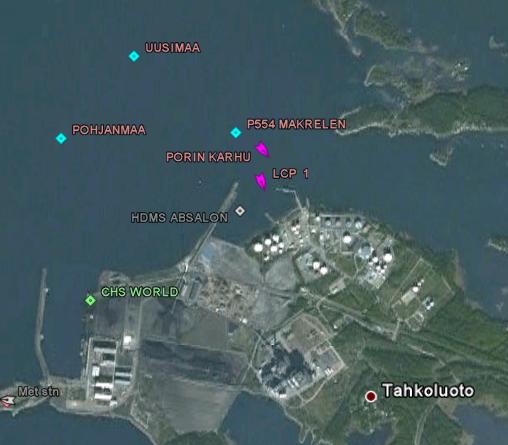 UUSIMAA
P554 MAKRELEN
POHJANMAA
PORIN KARHU
LCP 1
HDMS ABSALON
CHS WORLD
Met stn
Tahkoluoto